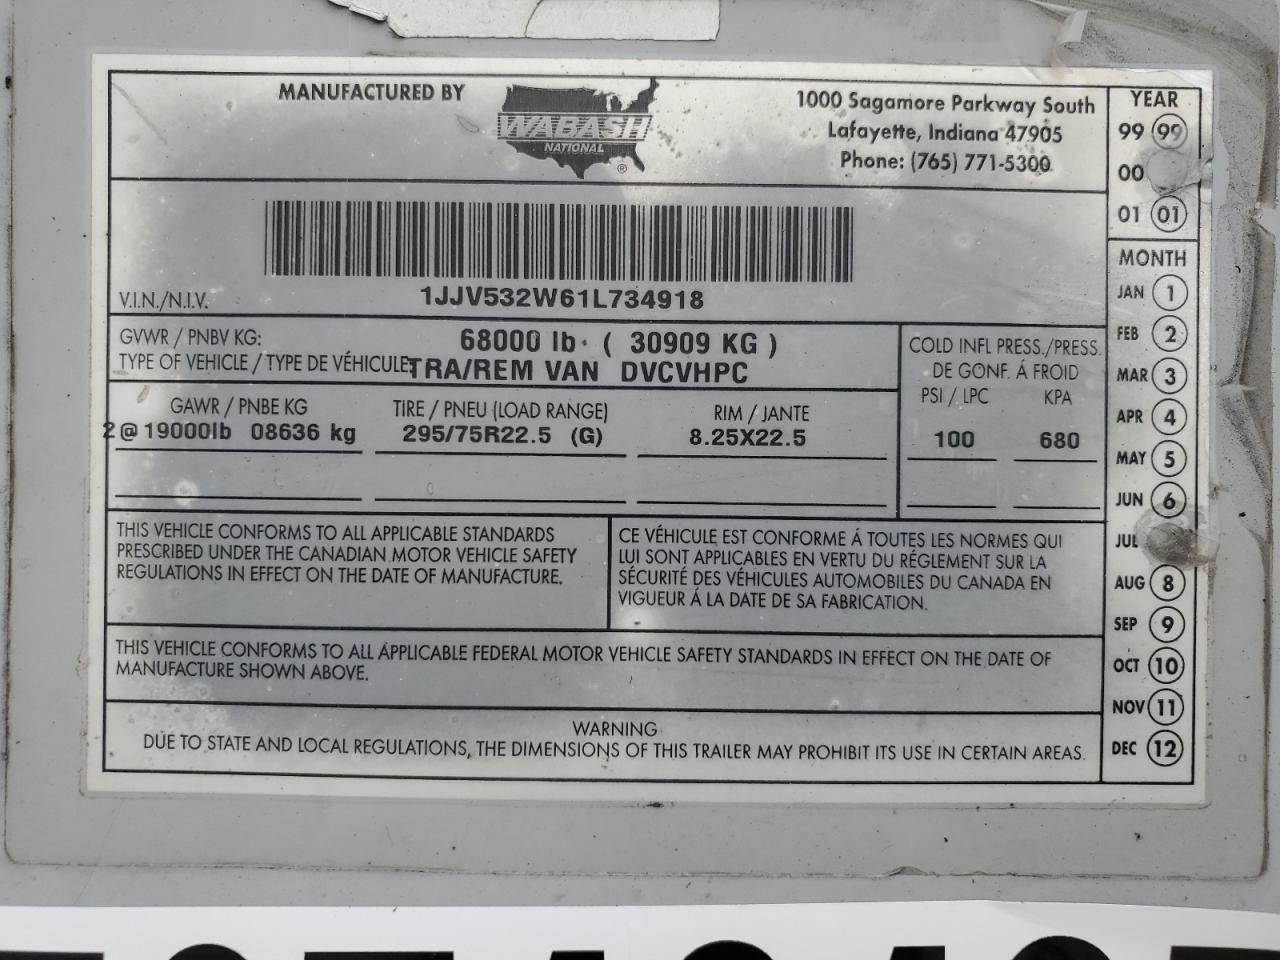 MANUFACTURED BY
WABASH
NATIONAL
®
1000 Sagamore Parkway South
Lafayette, Indiana 47905
Phone: (765) 771-5300
V.I.N./N.I.V.
1JJV532W61L734918
GVWR / PNBV KG:
68000 lb ( 30909 KG )
TYPE OF VEHICLE / TYPE DE VÉHICULE:
TRA/REM VAN DVCVHPC
GAWR / PNBE KG
TIRE / PNEU (LOAD RANGE)
RIM / JANTE
2@19000lb 08636 kg
295/75R22.5 (G)
8.25X22.5
COLD INFL PRESS./PRESS.
DE GONF. Á FROID
PSI / LPC KPA
100 680
THIS VEHICLE CONFORMS TO ALL APPLICABLE STANDARDS
PRESCRIBED UNDER THE CANADIAN MOTOR VEHICLE SAFETY
REGULATIONS IN EFFECT ON THE DATE OF MANUFACTURE.
CE VÉHICULE EST CONFORME Á TOUTES LES NORMES QUI
LUI SONT APPLICABLES EN VERTU DU RÉGLEMENT SUR LA
SÉCURITÉ DES VÉHICULES AUTOMOBILES DU CANADA EN
VIGUEUR Á LA DATE DE SA FABRICATION.
THIS VEHICLE CONFORMS TO ALL APPLICABLE FEDERAL MOTOR VEHICLE SAFETY STANDARDS IN EFFECT ON THE DATE OF
MANUFACTURE SHOWN ABOVE.
WARNING
DUE TO STATE AND LOCAL REGULATIONS, THE DIMENSIONS OF THIS TRAILER MAY PROHIBIT ITS USE IN CERTAIN AREAS.
YEAR
99 99
00
01 01
MONTH
JAN 1
FEB 2
MAR 3
APR 4
MAY 5
JUN 6
JUL
AUG 8
SEP 9
OCT 10
NOV 11
DEC 12